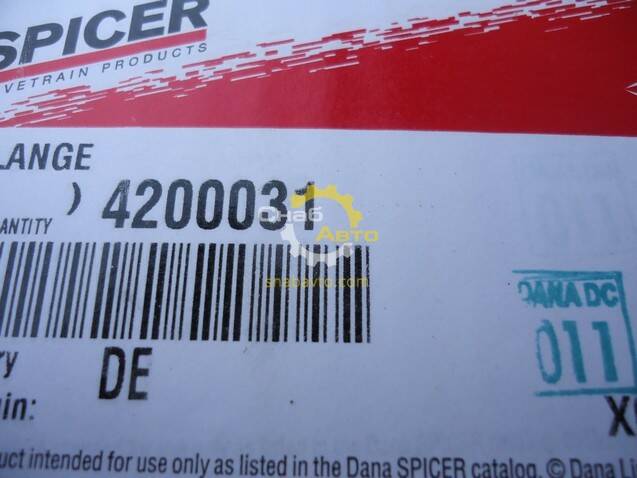 SPICER
VETRAIN PRODUCTS
LANGE
) 4200031
ANTITY
Снаб
Авто
snabavto.com
DANA DC
011
ry DE
in:
uct intended for use only as listed in the Dana SPICER catalog. © Dana Li